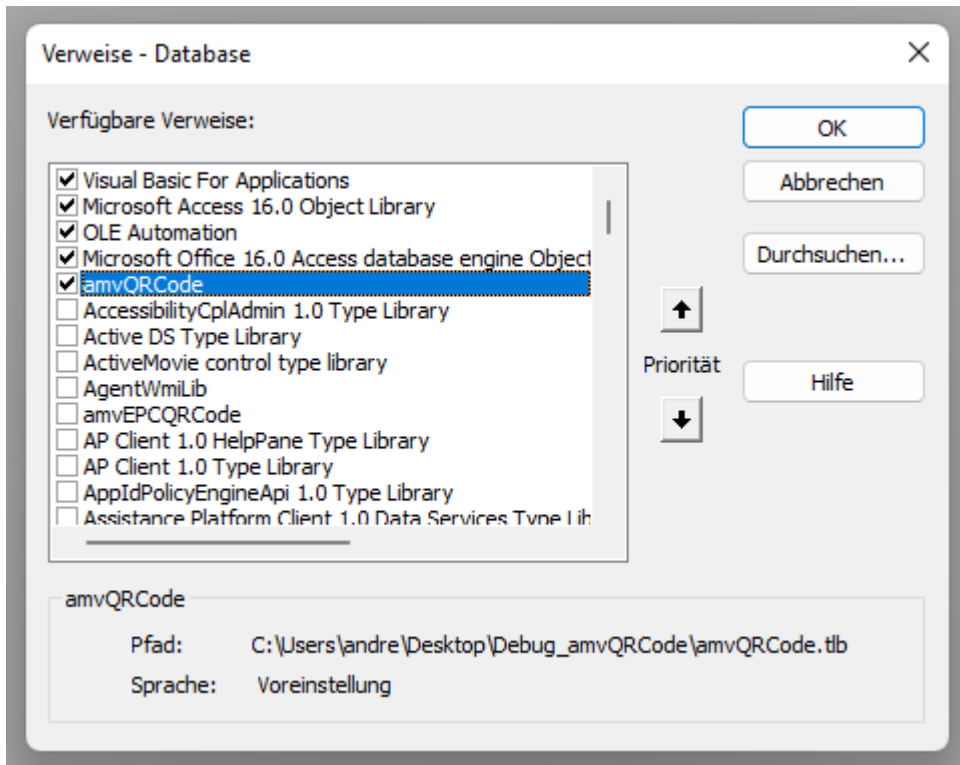 Verweise - Database
Verfügbare Verweise:
OK
Abbrechen
Durchsuchen...
Priorität
Hilfe
Visual Basic For Applications
Microsoft Access 16.0 Object Library
OLE Automation
Microsoft Office 16.0 Access database engine Object
amvQRCode
AccessibilityCplAdmin 1.0 Type Library
Active DS Type Library
ActiveMovie control type library
AgentWmiLib
amvEPCQRCode
AP Client 1.0 HelpPane Type Library
AP Client 1.0 Type Library
AppIdPolicyEngineApi 1.0 Type Library
Assistance Platform Client 1.0 Data Services Type Lib
amvQRCode
Pfad: C:\Users\andre\Desktop\Debug_amvQRCode\amvQRCode.tlb
Sprache: Voreinstellung